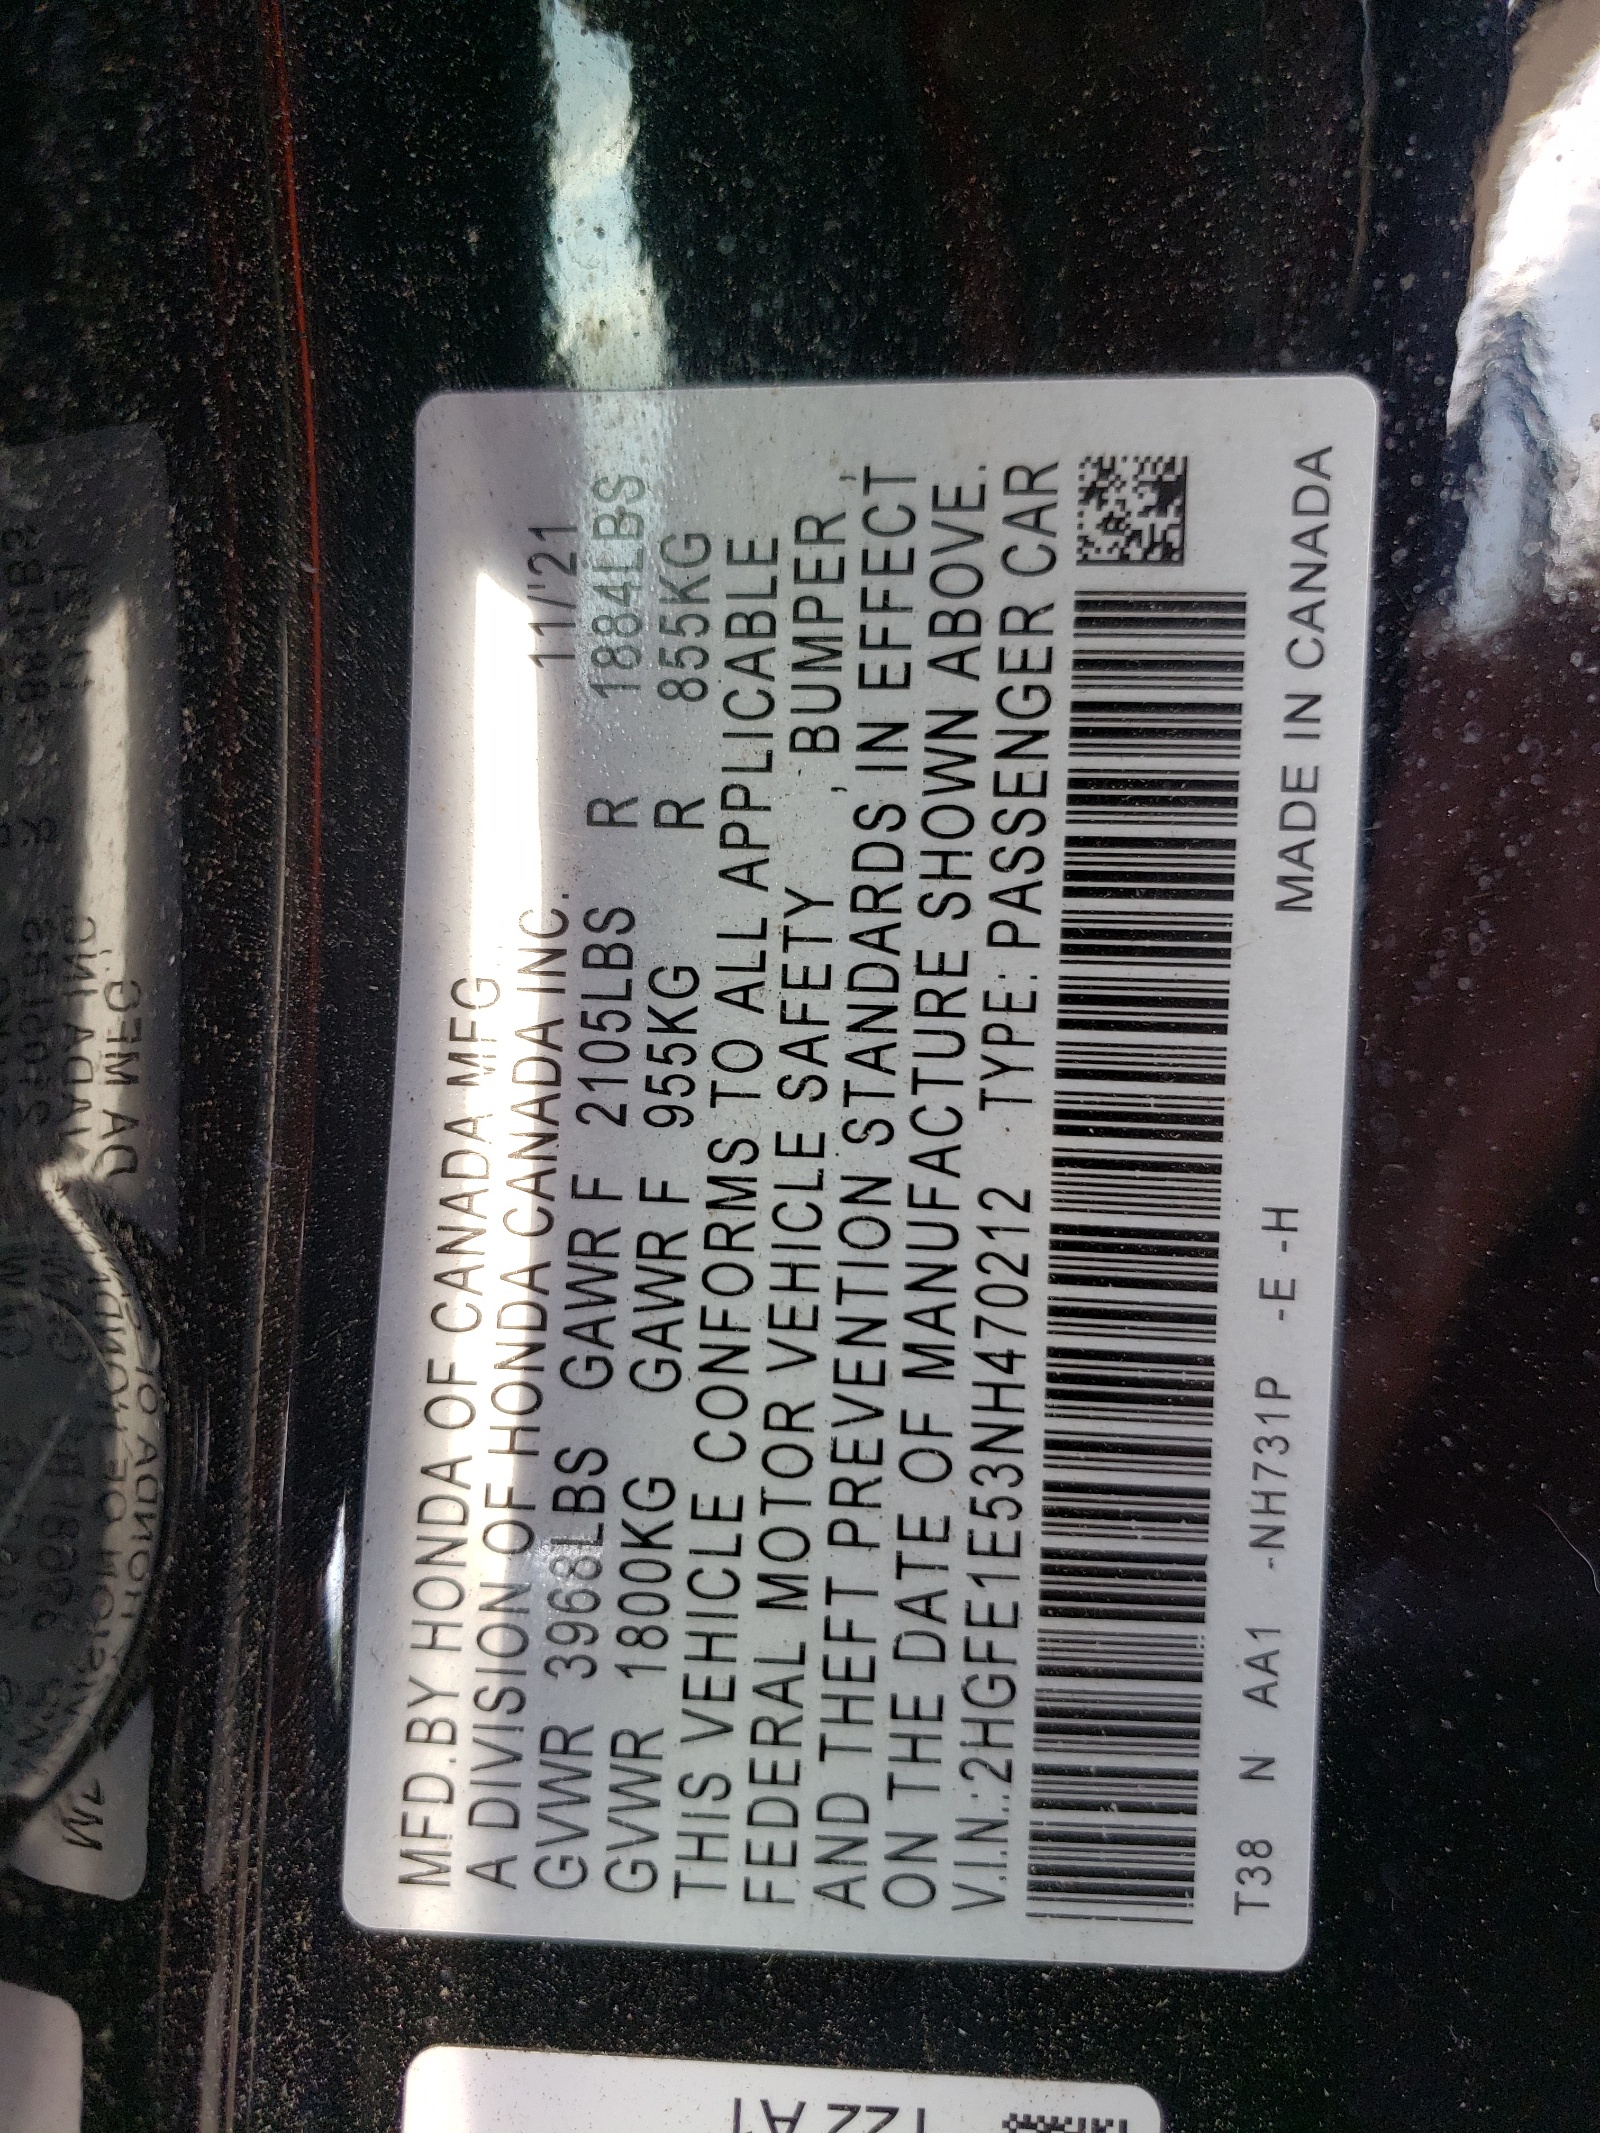 MFD.BY HONDA OF CANADA MFG
A DIVISION OF HONDA CANADA INC. 11/'21
GVWR 3968LBS GAWR F 2105LBS R 1884LBS
GVWR 1800KG GAWR F 955KG R 855KG
THIS VEHICLE CONFORMS TO ALL APPLICABLE
FEDERAL MOTOR VEHICLE SAFETY , BUMPER ,
AND THEFT PREVENTION STANDARDS IN EFFECT
ON THE DATE OF MANUFACTURE SHOWN ABOVE.
V.I.N.:2HGFE1E53NH470212 TYPE: PASSENGER CAR
T38 N AA1 -NH731P -E -H MADE IN CANADA